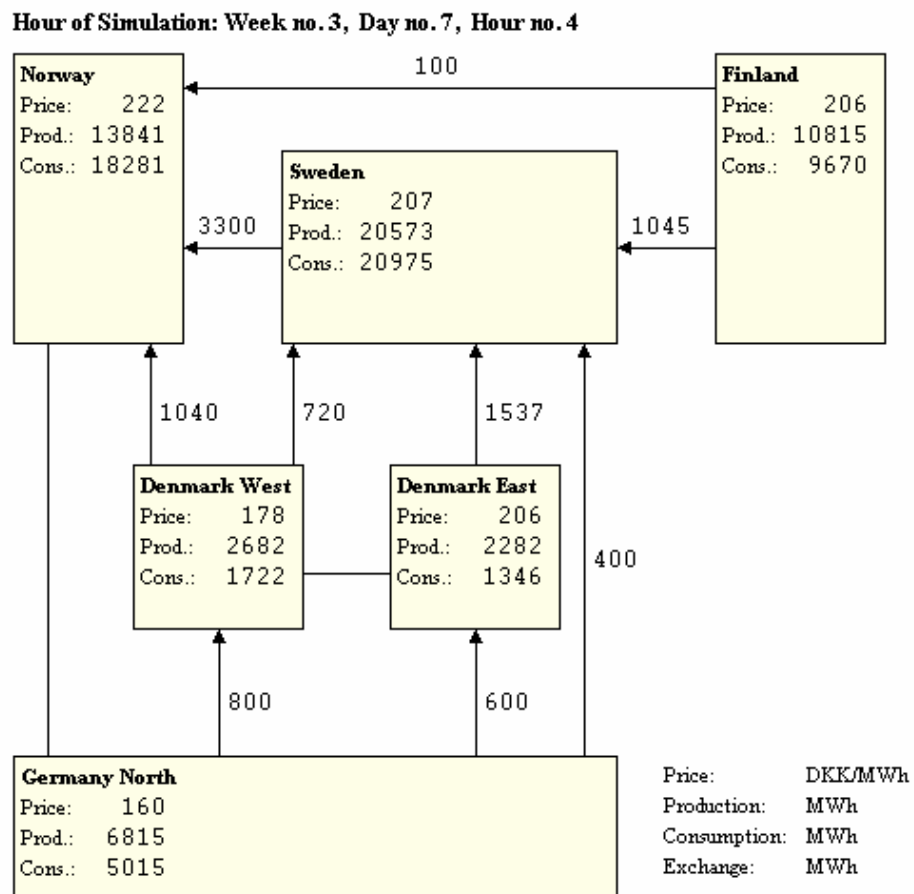 Hour of Simulation: Week no. 3, Day no. 7, Hour no. 4
100
Norway
Price: 222
Prod.: 13841
Cons.: 18281
Finland
Price: 206
Prod.: 10815
Cons.: 9670
Sweden
Price: 207
Prod.: 20573
Cons.: 20975
3300
1045
1040
720
1537
Denmark West
Price: 178
Prod.: 2682
Cons.: 1722
Denmark East
Price: 206
Prod.: 2282
Cons.: 1346
400
800
600
Germany North
Price: 160
Prod.: 6815
Cons.: 5015
Price: DKK/MWh
Production: MWh
Consumption: MWh
Exchange: MWh